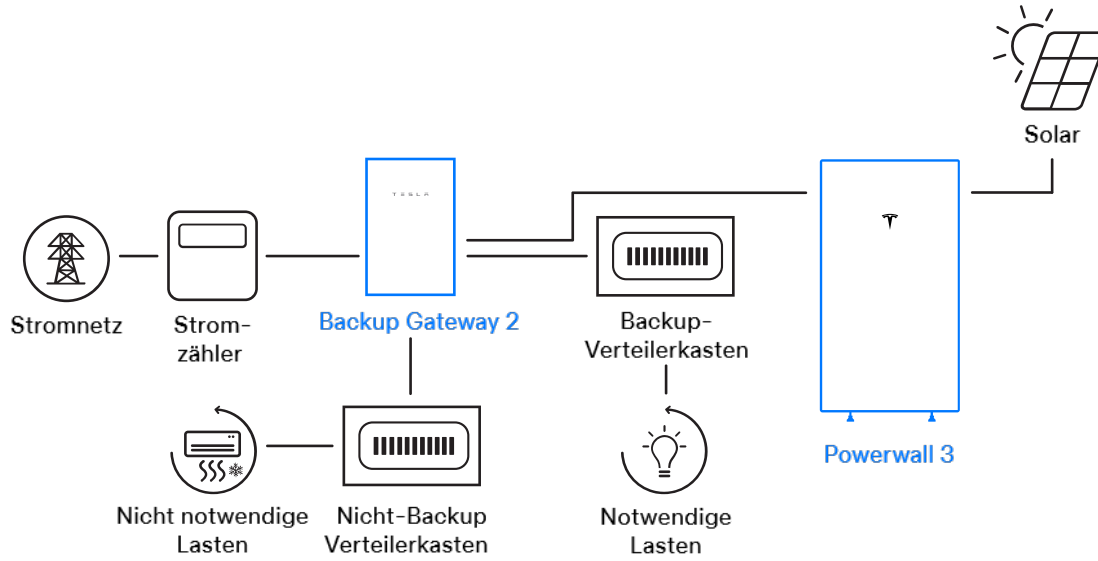 Solar
TESLA
Stromnetz
Strom-
zähler
Backup Gateway 2
Backup-
Verteilerkasten
Powerwall 3
Nicht notwendige
Lasten
Nicht-Backup
Verteilerkasten
Notwendige
Lasten